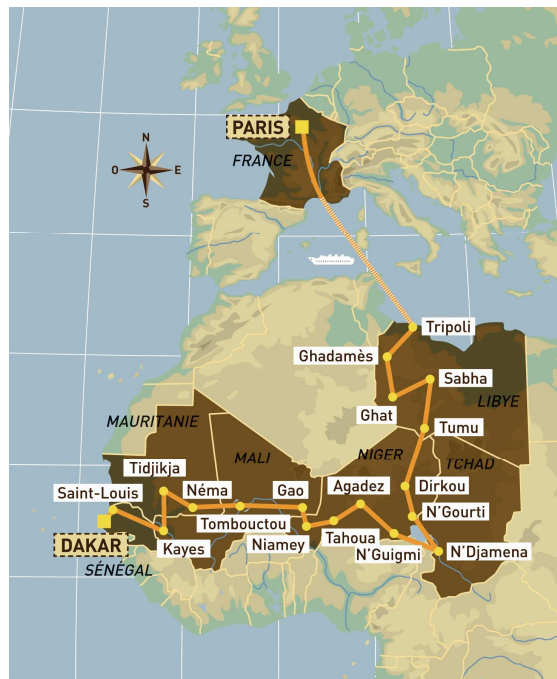 PARIS
FRANCE
N
O
E
S
Tripoli
Ghadamès
Sabha
Ghat
LIBYE
MAURITANIE
Tumu
MALI
NIGER
TCHAD
Tidjikja
Saint-Louis
Néma
Gao
Agadez
Dirkou
N'Gourti
Tombouctou
DAKAR
Kayes
Niamey
Tahoua
N'Guigmi
N'Djamena
SÉNÉGAL